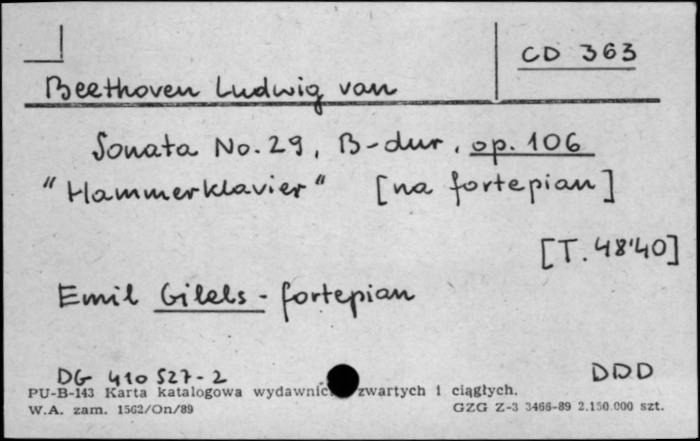 CD 363
Beethoven Ludwig van
Sonata No. 29, B-dur, op. 106
"Hammerklavier" [na fortepian]
[T. 48'40]
Emil Gilels - fortepian
DG 410 527-2 DDD
PU-B-143 Karta katalogowa zwartych i ciągłych.
W.A. zam. 1562/On/89 GZG Z-3 3466-89 2.150.000 szt.